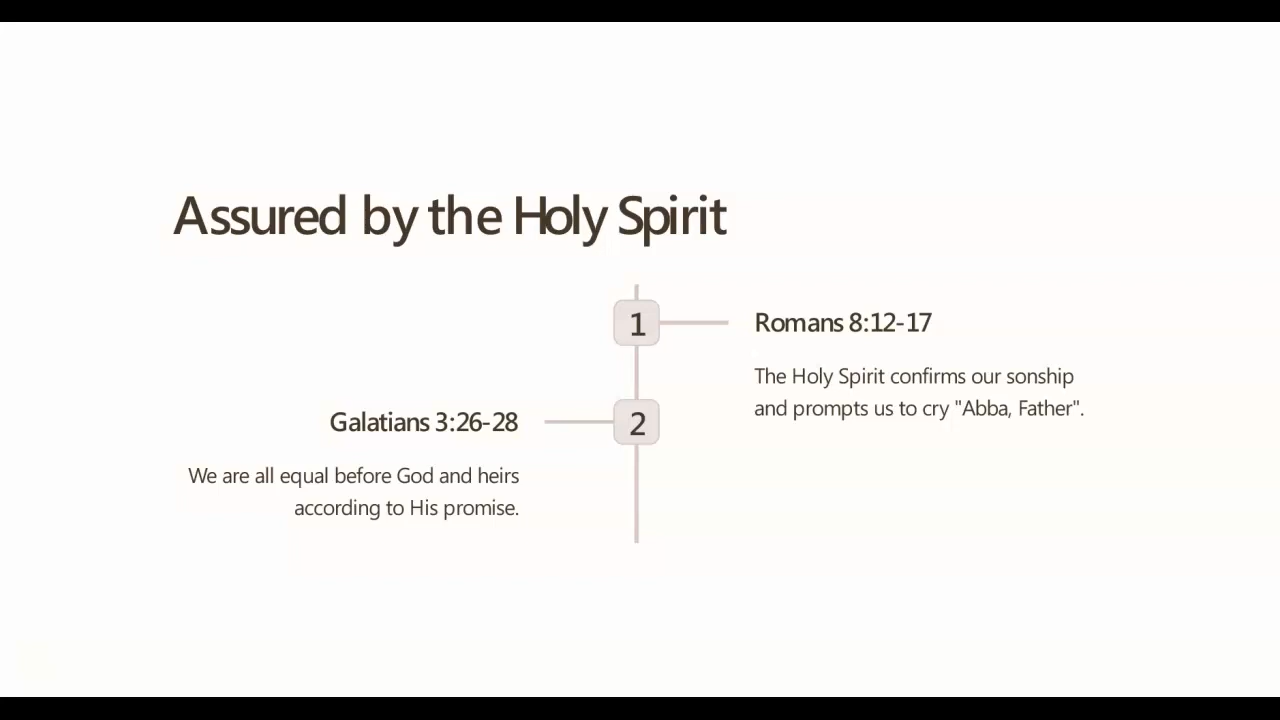 Assured by the Holy Spirit
1
Romans 8:12-17
The Holy Spirit confirms our sonship
and prompts us to cry "Abba, Father".
2
Galatians 3:26-28
We are all equal before God and heirs
according to His promise.